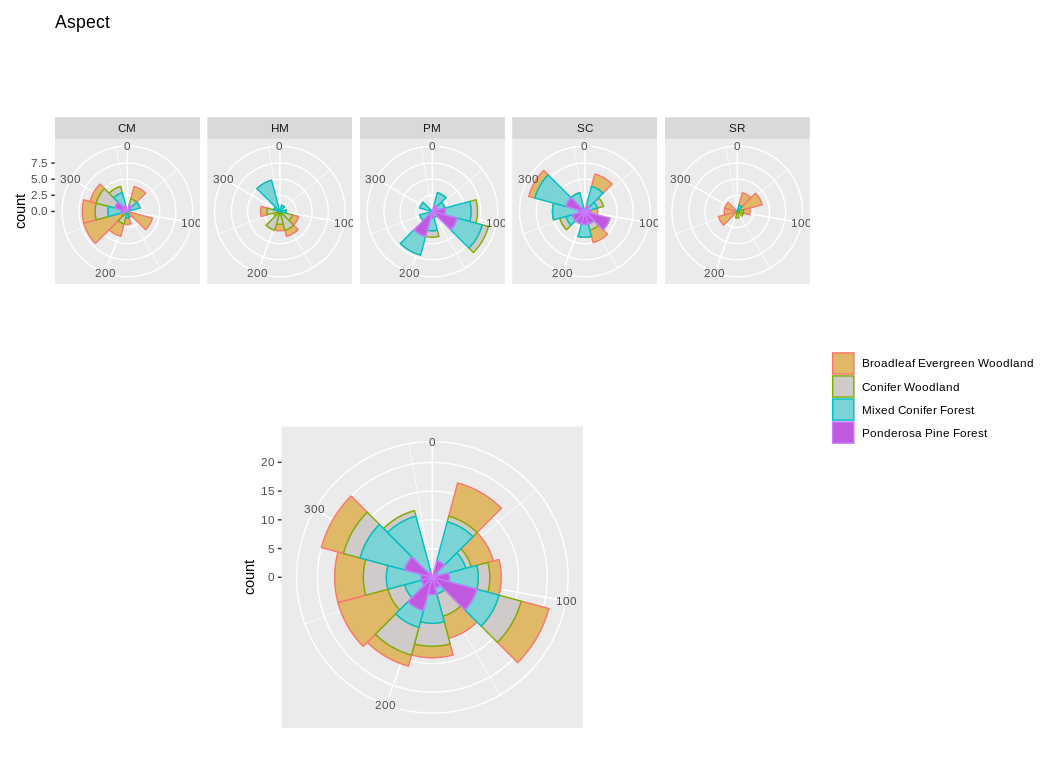 Aspect
CM HM PM SC SR
0 0 0 0 0
7.5
5.0 300 300 300 300 300
2.5
0.0
count
100 100 100 100 100
200 200 200 200 200
Broadleaf Evergreen Woodland
Conifer Woodland
Mixed Conifer Forest
Ponderosa Pine Forest
0
20
15
300
10
5
0
count
100
200